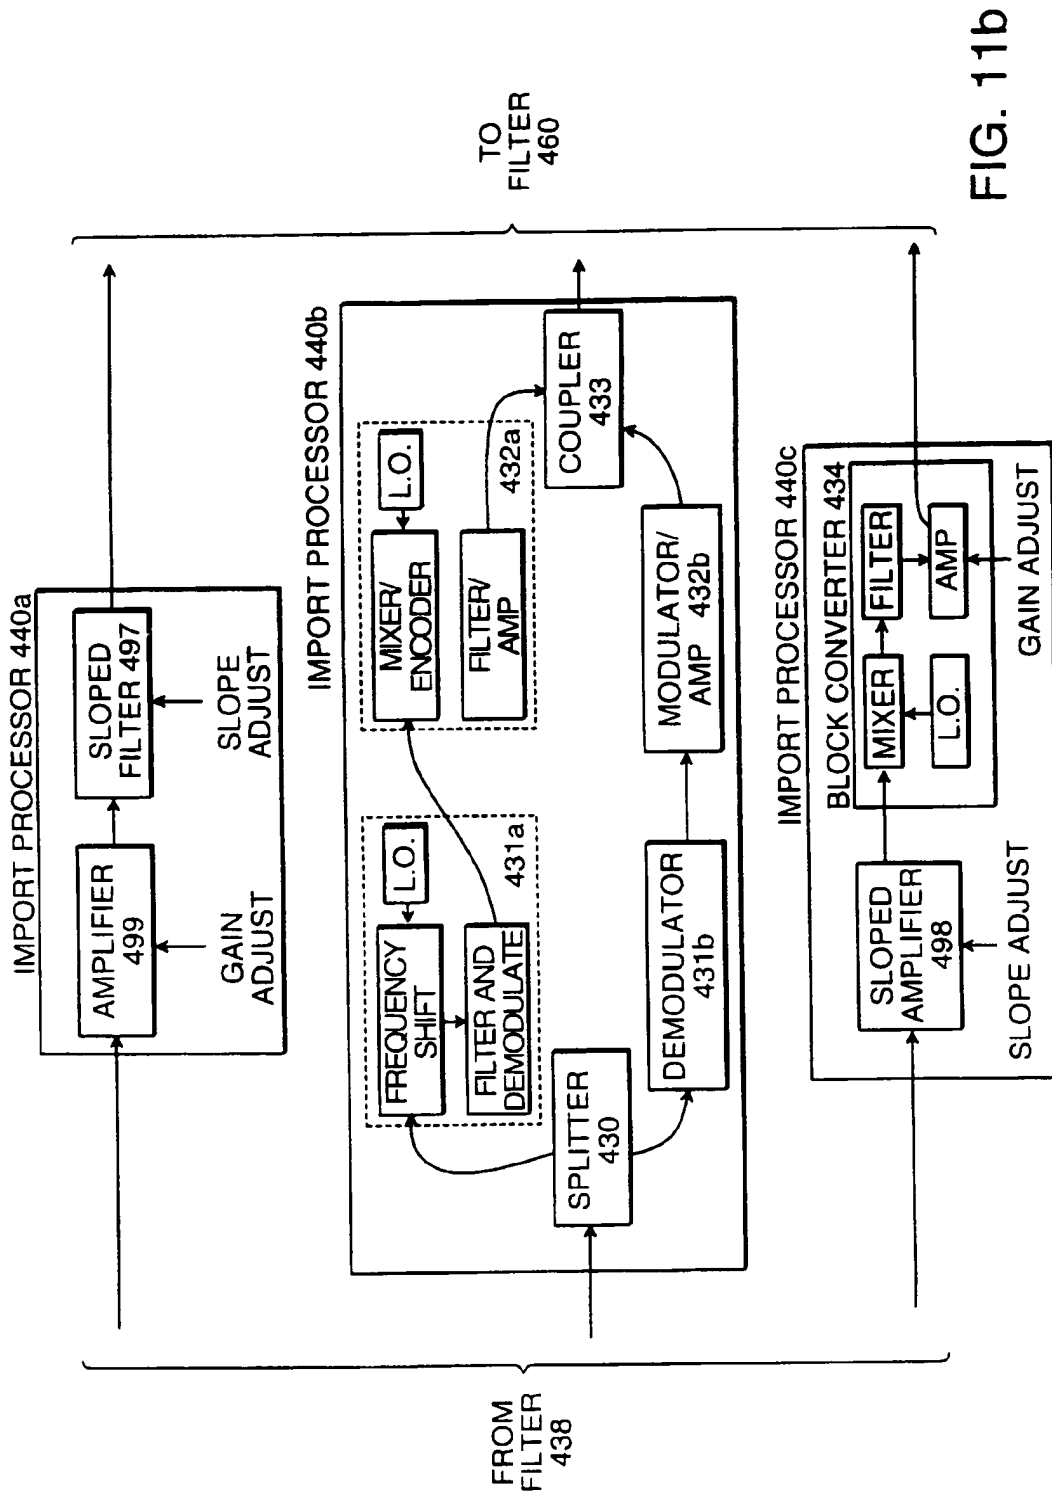 FROM
FILTER
438
IMPORT PROCESSOR 440a
AMPLIFIER
499
GAIN
ADJUST
SLOPED
FILTER 497
SLOPE
ADJUST
IMPORT PROCESSOR 440b
SPLITTER
430
FREQUENCY
SHIFT
L.O.
FILTER AND
DEMODULATE
431a
DEMODULATOR
431b
MIXER/
ENCODER
L.O.
FILTER/
AMP
432a
MODULATOR/
AMP 432b
COUPLER
433
IMPORT PROCESSOR 440c
SLOPED
AMPLIFIER
498
SLOPE ADJUST
BLOCK CONVERTER 434
MIXER
FILTER
L.O.
AMP
GAIN ADJUST
TO
FILTER
460
FIG. 11b